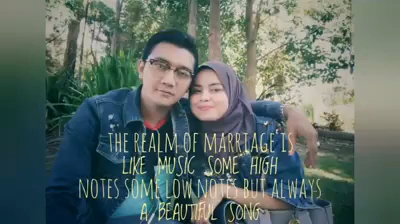 THE REALM OF MARRIAGE IS
LIKE MUSIC SOME HIGH
NOTES SOME LOW NOTES BUT ALWAYS
A BEAUTIFUL SONG